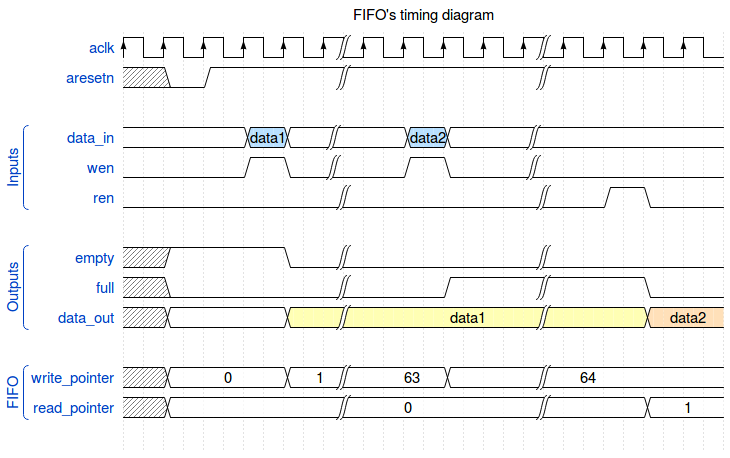 FIFO's timing diagram
aclk
aresetn
Inputs
data_in data1 data2
wen
ren
Outputs
empty
full
data_out data1 data2
FIFO
write_pointer 0 1 63 64
read_pointer 0 1